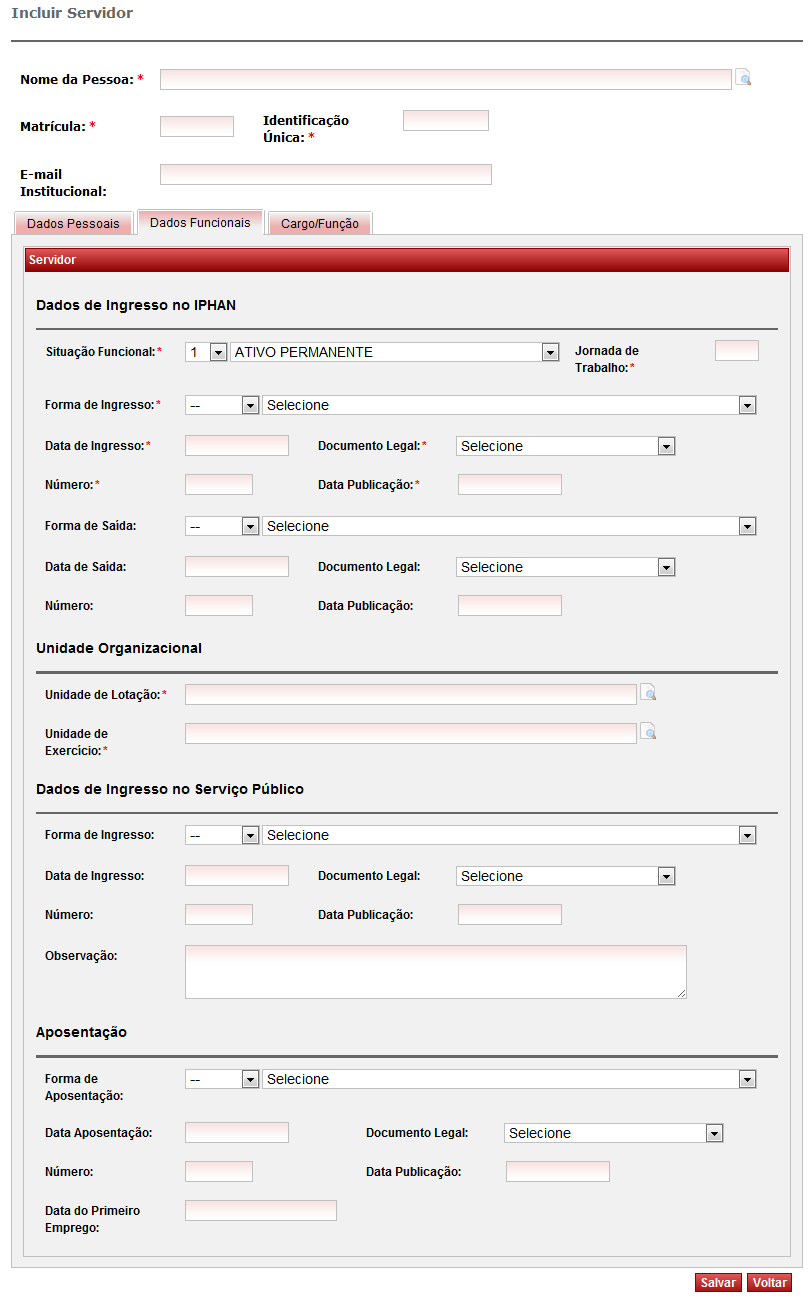 Incluir Servidor
Nome da Pessoa: *
Matrícula: * Identificação
Única: *
E-mail
Institucional:
Dados Pessoais Dados Funcionais Cargo/Função
Servidor
Dados de Ingresso no IPHAN
Situação Funcional:* 1 ATIVO PERMANENTE Jornada de
Trabalho:*
Forma de Ingresso:* -- Selecione
Data de Ingresso:* Documento Legal:* Selecione
Número:* Data Publicação:*
Forma de Saída: -- Selecione
Data de Saída: Documento Legal: Selecione
Número: Data Publicação:
Unidade Organizacional
Unidade de Lotação:*
Unidade de
Exercício:*
Dados de Ingresso no Serviço Público
Forma de Ingresso: -- Selecione
Data de Ingresso: Documento Legal: Selecione
Número: Data Publicação:
Observação:
Aposentação
Forma de
Aposentação: -- Selecione
Data Aposentação: Documento Legal: Selecione
Número: Data Publicação:
Data do Primeiro
Emprego:
Salvar Voltar